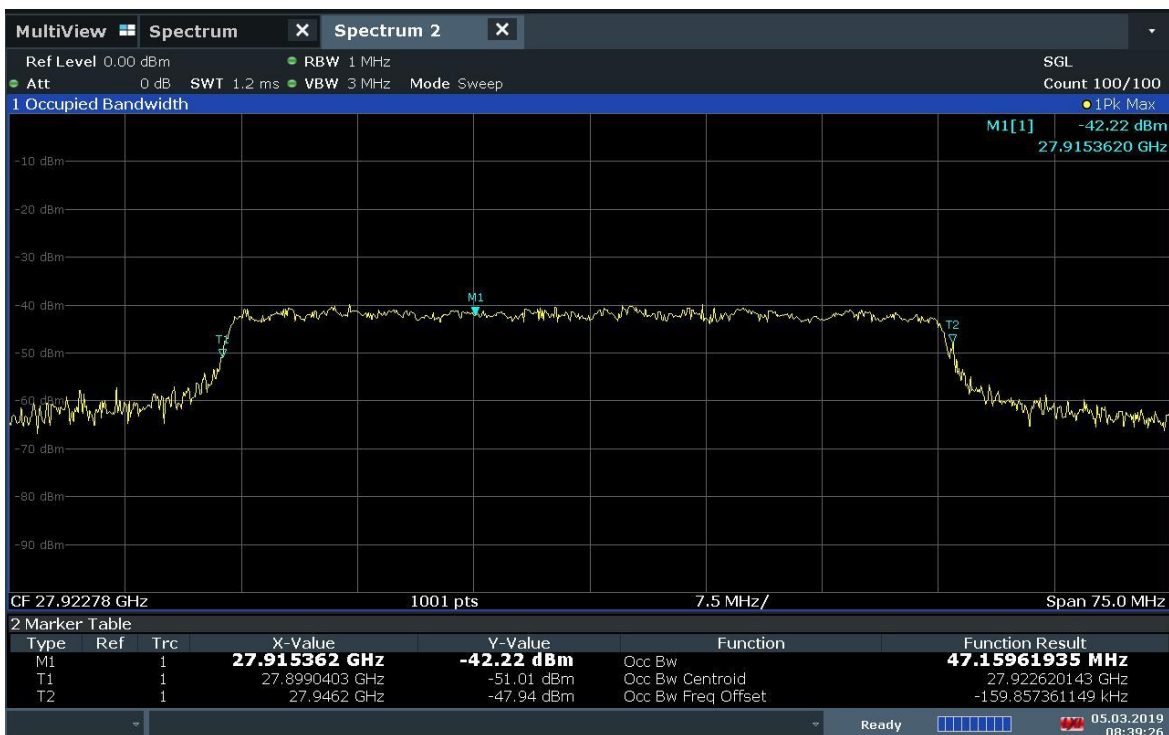 MultiView Spectrum X Spectrum 2 X
Ref Level 0.00 dBm RBW 1 MHz SGL
Att 0 dB SWT 1.2 ms VBW 3 MHz Mode Sweep Count 100/100
1 Occupied Bandwidth 1Pk Max
M1[1] -42.22 dBm
27.9153620 GHz
-10 dBm
-20 dBm
-30 dBm
-40 dBm
M1
T2
-50 dBm
-60 dBm
-70 dBm
-80 dBm
-90 dBm
CF 27.92278 GHz 1001 pts 7.5 MHz/ Span 75.0 MHz
2 Marker Table
Type Ref Trc X-Value Y-Value Function Function Result
M1 1 27.915362 GHz -42.22 dBm Occ Bw 47.15961935 MHz
T1 1 27.8990403 GHz -51.01 dBm Occ Bw Centroid 27.922620143 GHz
T2 1 27.9462 GHz -47.94 dBm Occ Bw Freq Offset -159.857361149 kHz
Ready 05.03.2019
08:39:26